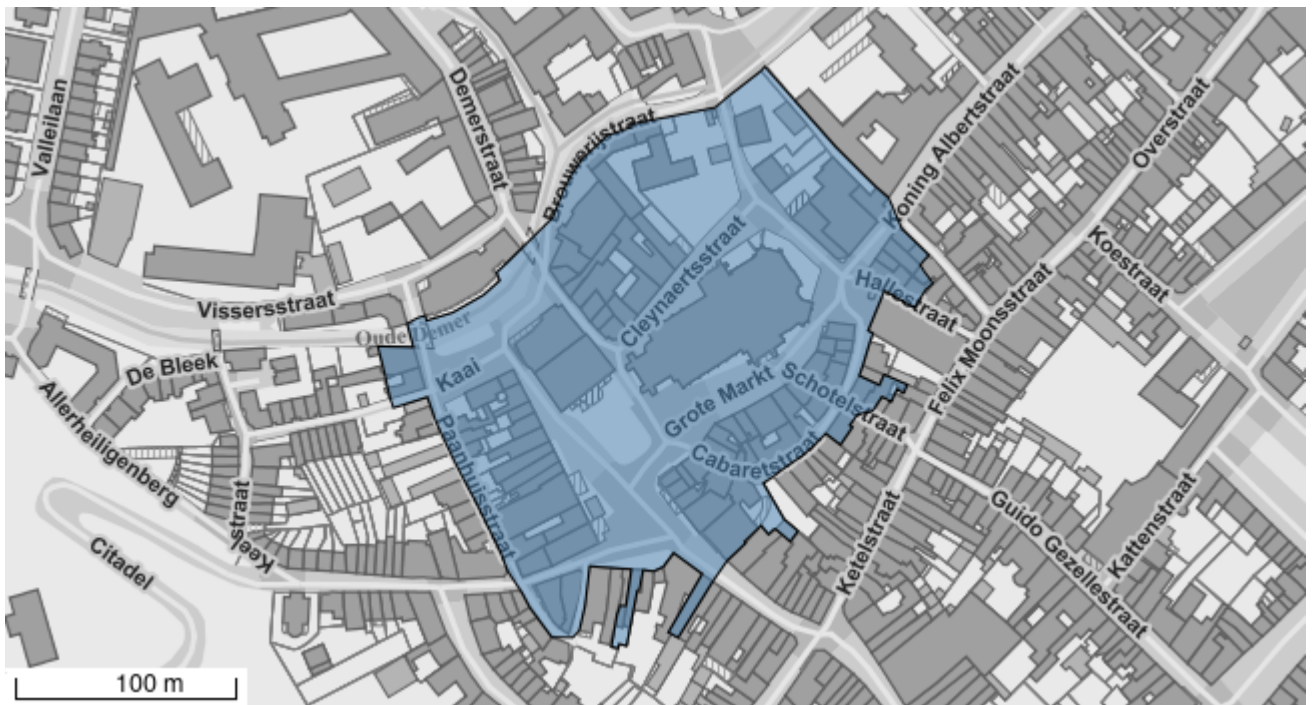 Valleilaan
Demerstraat
Brouwerijstraat
Koning Albertstraat
Overstraat
Koestraat
Vissersstraat
Oude Demer
Cleynaertsstraat
Hallestraat
Felix Moonsstraat
De Bleek
Kaai
Grote Markt
Schotelstraat
Allerheiligenberg
Paanhuisstraat
Cabaretstraat
Keelstraat
Citadel
Ketelstraat
Guido Gezellestraat
Kattenstraat
100 m